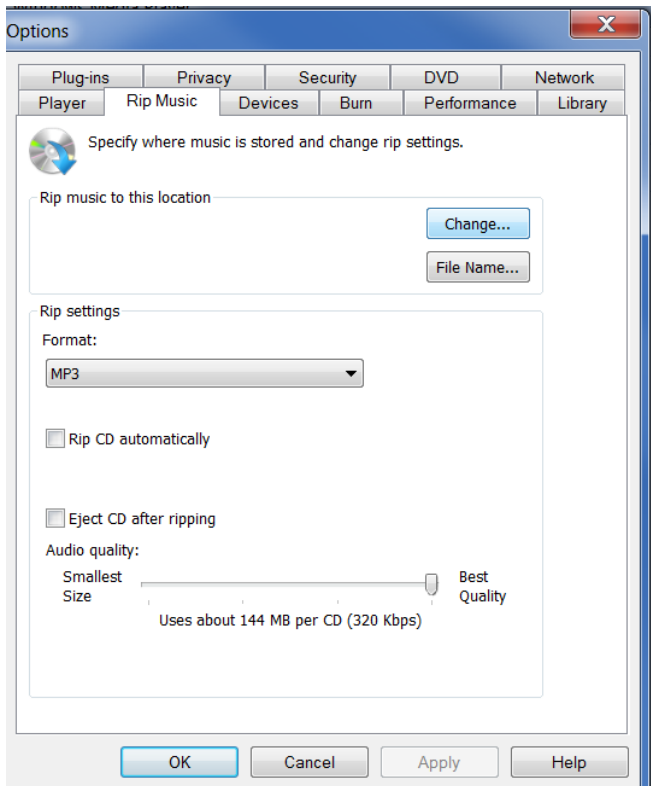 Options
Plug-ins Privacy Security DVD Network
Player Rip Music Devices Burn Performance Library
Specify where music is stored and change rip settings.
Rip music to this location
Change...
File Name...
Rip settings
Format:
MP3
Rip CD automatically
Eject CD after ripping
Audio quality:
Smallest Size
Best Quality
Uses about 144 MB per CD (320 Kbps)
OK Cancel Apply Help